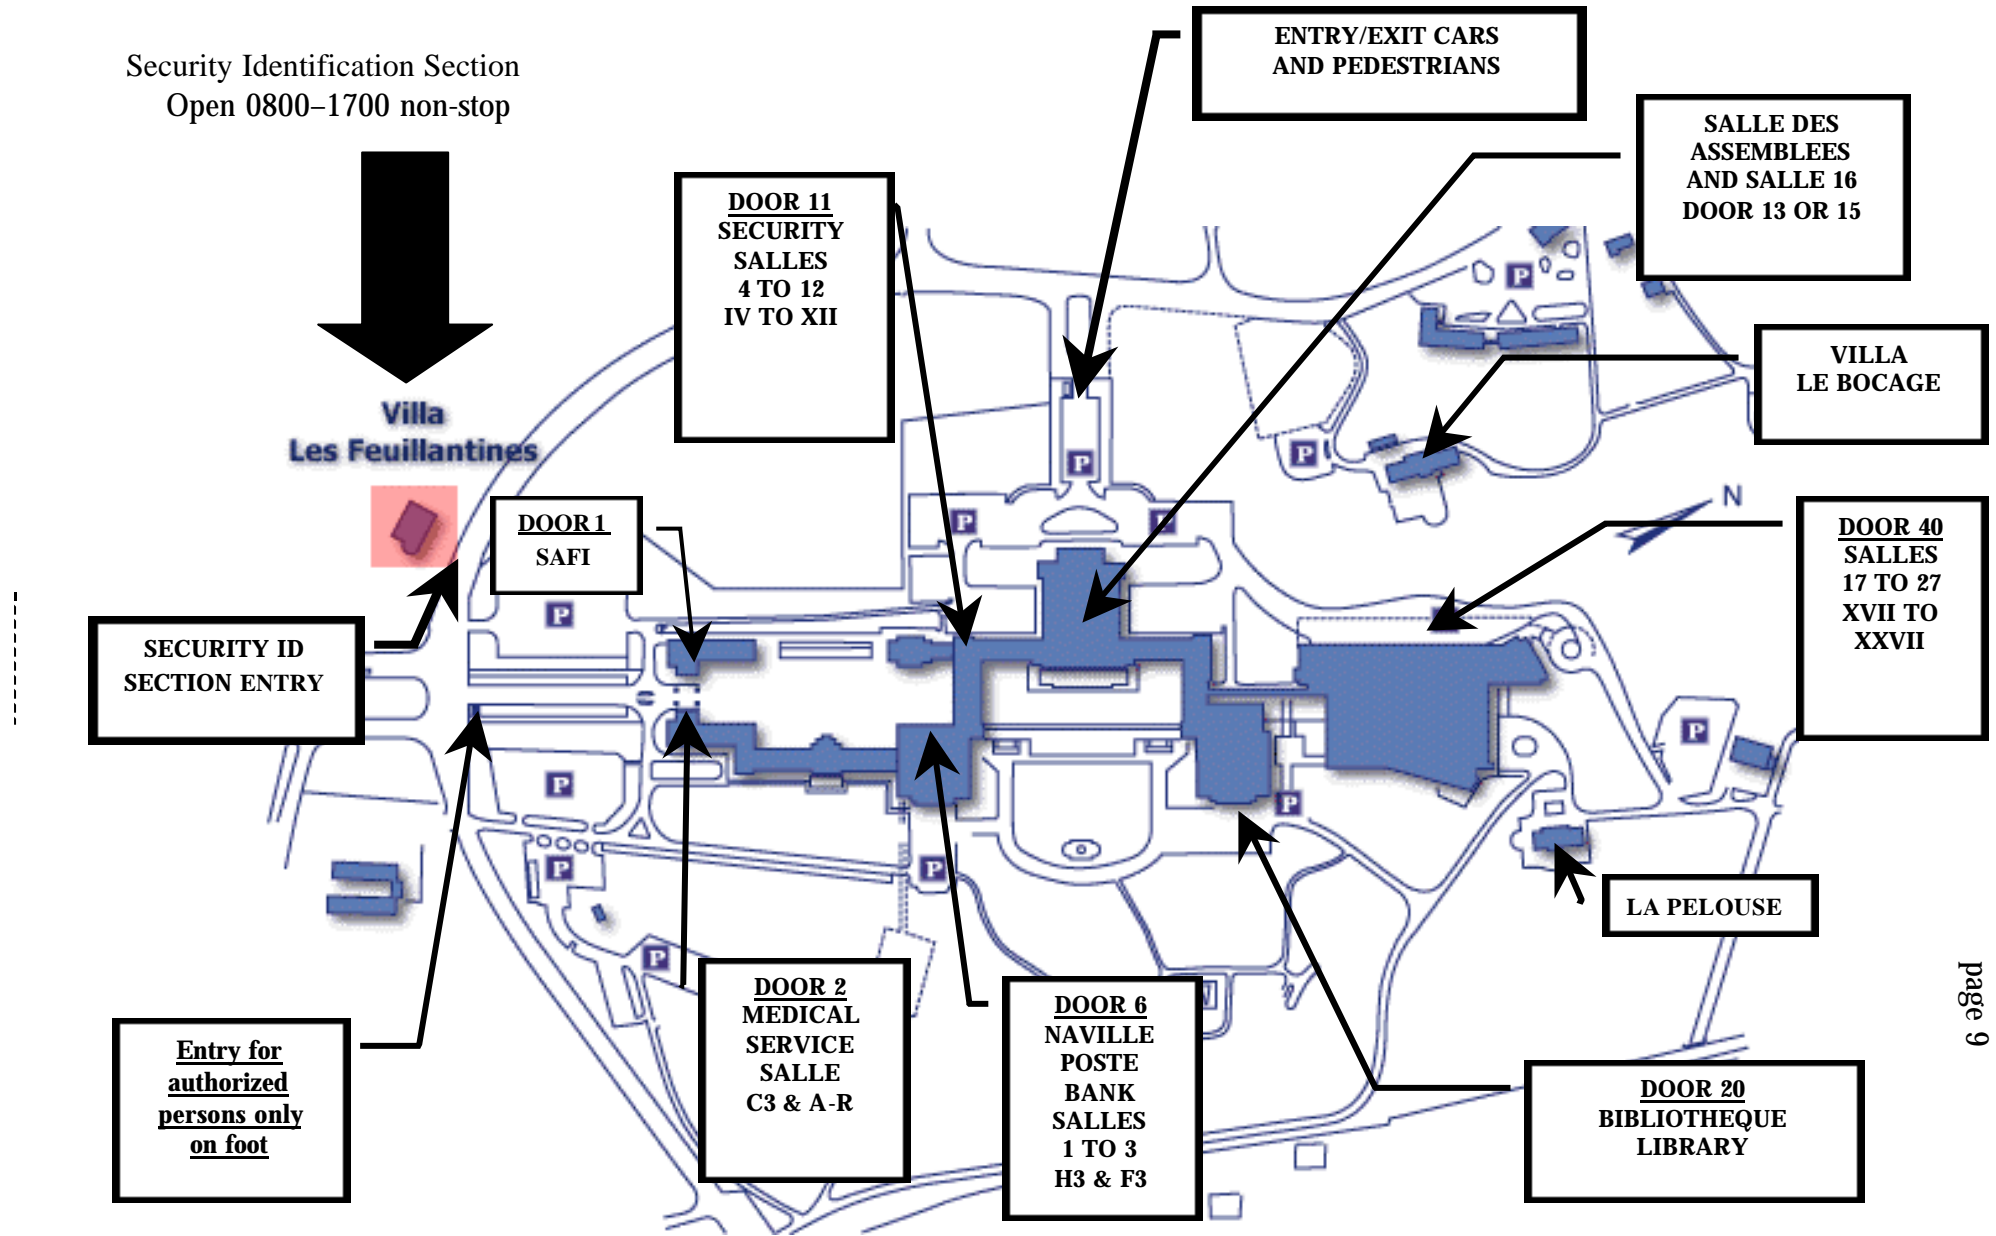 Security Identification Section
Open 0800–1700 non-stop
ENTRY/EXIT CARS
AND PEDESTRIANS
SALLE DES
ASSEMBLEES
AND SALLE 16
DOOR 13 OR 15
DOOR 11
SECURITY
SALLES
4 TO 12
IV TO XII
VILLA
LE BOCAGE
Villa
Les Feuillantines
DOOR 1
SAFI
N
DOOR 40
SALLES
17 TO 27
XVII TO
XXVII
SECURITY ID
SECTION ENTRY
P
P
P
P
P
P
P
P
P
P
P
P
LA PELOUSE
DOOR 2
MEDICAL
SERVICE
SALLE
C3 & A-R
DOOR 6
NAVILLE
POSTE
BANK
SALLES
1 TO 3
H3 & F3
Entry for
authorized
persons only
on foot
DOOR 20
BIBLIOTHEQUE
LIBRARY
page 9